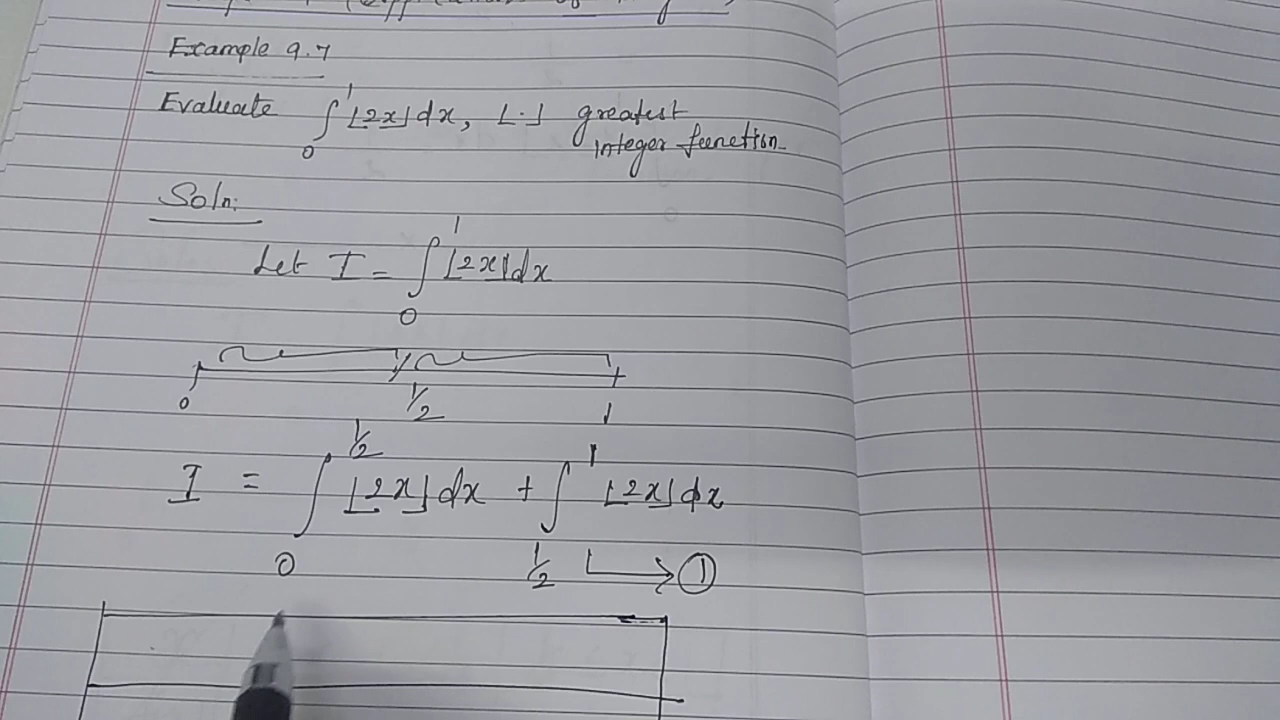 Example 9.7
Evaluate ∫₀¹ ⌊2x⌋dx, ⌊.⌋ greatest
integer function
Soln:
Let I = ∫₀¹ ⌊2x⌋dx
0 1/2 1
I = ∫₀^{1/2} ⌊2x⌋dx + ∫_{1/2}^1 ⌊2x⌋dx
→ ①